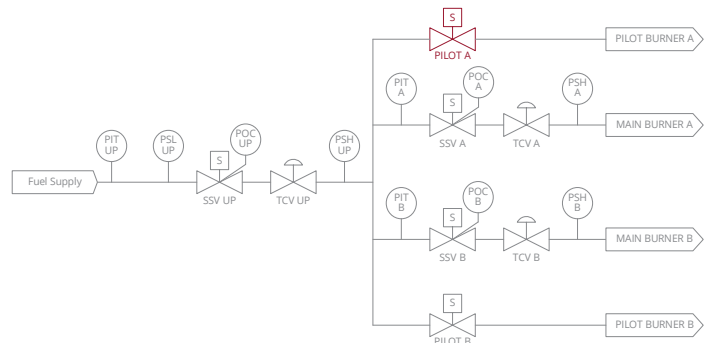 S
PILOT A
PILOT BURNER A
PIT
A
S
POC
A
SSV A
TCV A
PSH
A
MAIN BURNER A
Fuel Supply
PIT
UP
PSL
UP
S
POC
UP
SSV UP
TCV UP
PSH
UP
PIT
B
S
POC
B
SSV B
TCV B
PSH
B
MAIN BURNER B
S
PILOT B
PILOT BURNER B